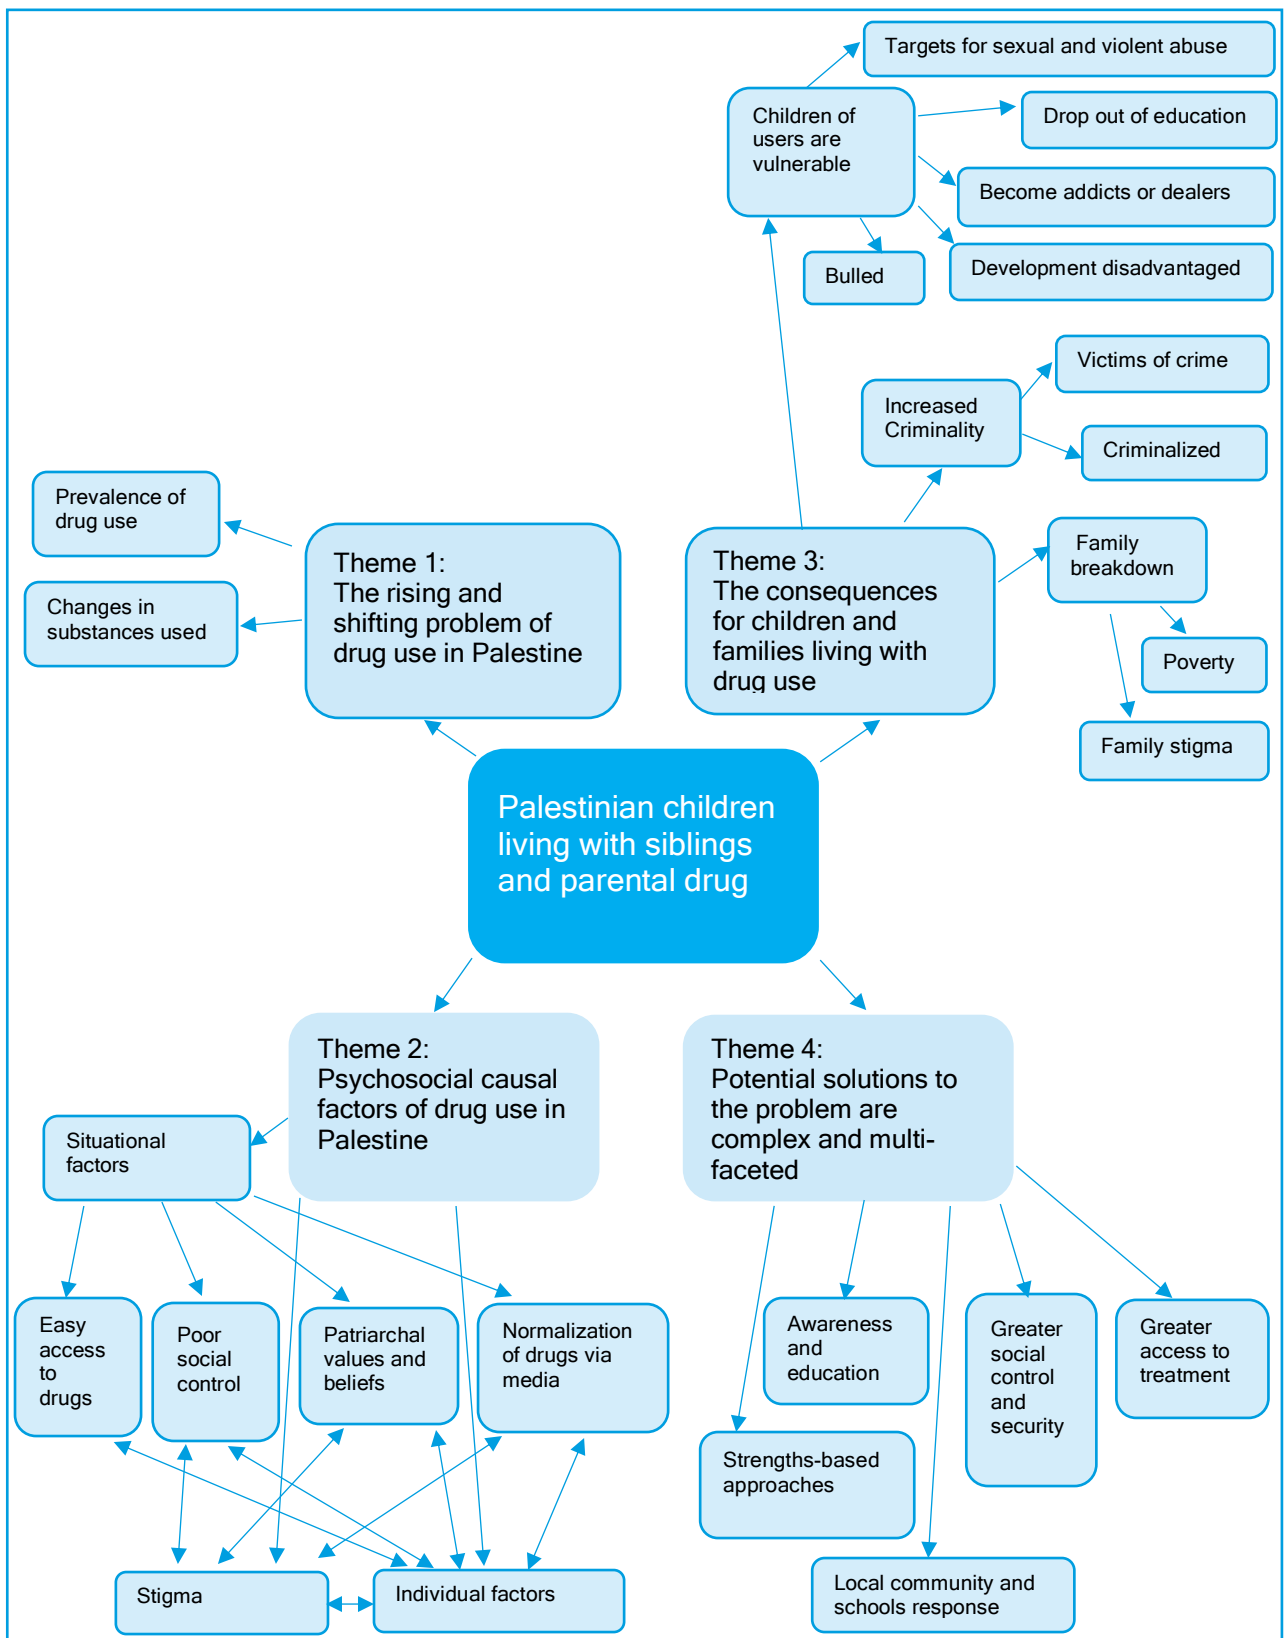 Targets for sexual and violent abuse
Children of
users are
vulnerable
Drop out of education
Become addicts or dealers
Development disadvantaged
Bulled
Victims of crime
Increased
Criminality
Criminalized
Prevalence of
drug use
Changes in
substances used
Theme 1:
The rising and
shifting problem of
drug use in Palestine
Theme 3:
The consequences
for children and
families living with
drug use
Family
breakdown
Poverty
Family stigma
Palestinian children
living with siblings
and parental drug
Theme 2:
Psychosocial causal
factors of drug use in
Palestine
Theme 4:
Potential solutions to
the problem are
complex and multi-
faceted
Situational
factors
Easy
access
to
drugs
Poor
social
control
Patriarchal
values and
beliefs
Normalization
of drugs via
media
Awareness
and
education
Greater
social
control
and
security
Greater
access to
treatment
Strengths-based
approaches
Stigma
Individual factors
Local community and
schools response